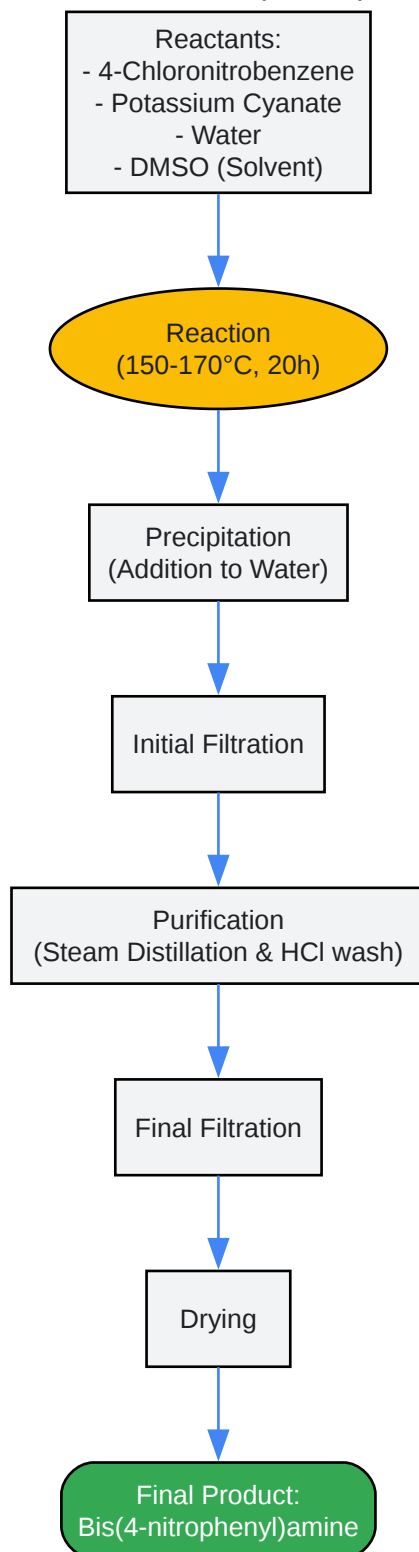 Reactants:
- 4-Chloronitrobenzene
- Potassium Cyanate
- Water
- DMSO (Solvent)
Reaction
(150-170°C, 20h)
Precipitation
(Addition to Water)
Initial Filtration
Purification
(Steam Distillation & HCl wash)
Final Filtration
Drying
Final Product:
Bis(4-nitrophenyl)amine